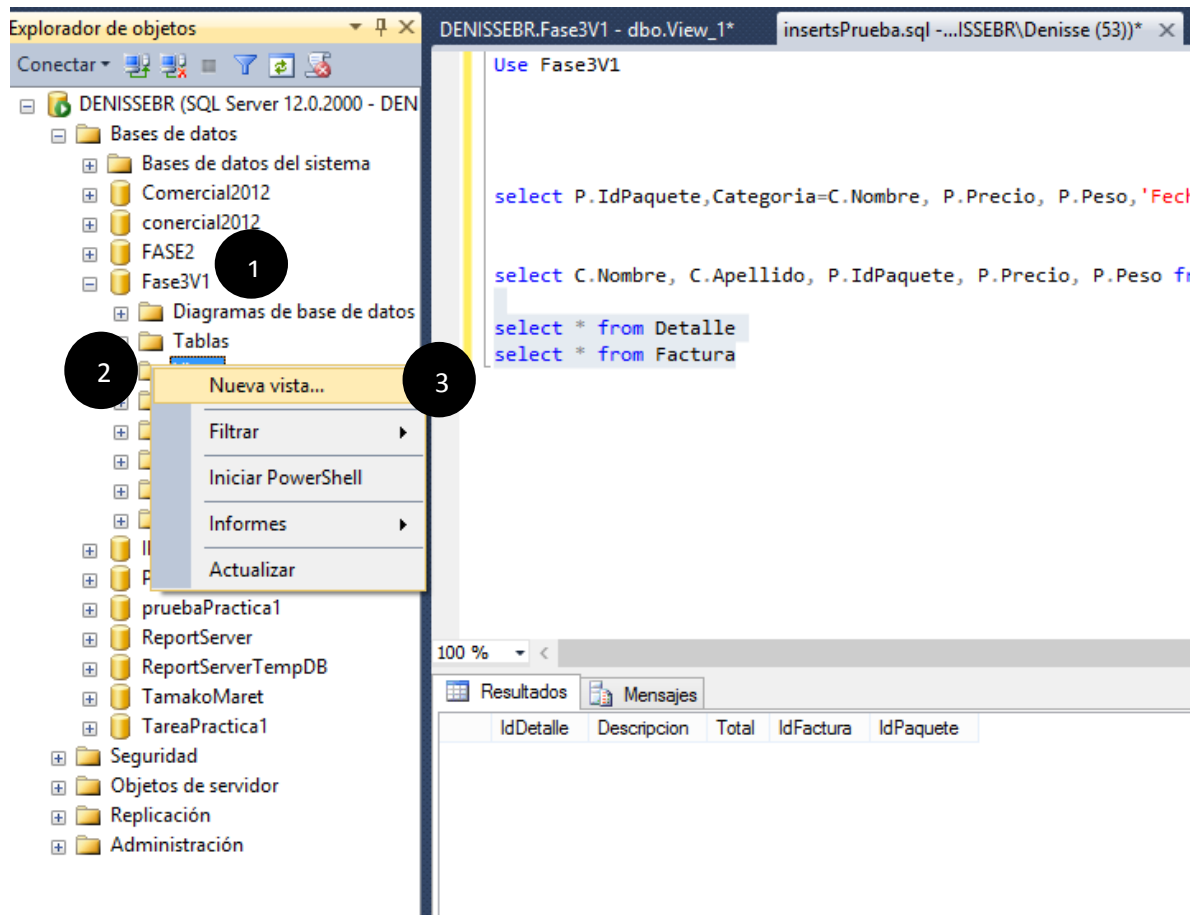 Explorador de objetos
Conectar
DENISSEBR (SQL Server 12.0.2000 - DEN
Bases de datos
Bases de datos del sistema
Comercial2012
conercial2012
FASE2
1
Fase3V1
Diagramas de base de datos
Tablas
2
Nueva vista...
3
Filtrar
Iniciar PowerShell
Informes
Actualizar
pruebaPractica1
ReportServer
ReportServerTempDB
TamakoMaret
TareaPractica1
Seguridad
Objetos de servidor
Replicación
Administración
DENISSEBR.Fase3V1 - dbo.View_1*
insertsPrueba.sql -...ISSEBR\Denisse (53))*
Use Fase3V1
select P.IdPaquete,Categoria=C.Nombre, P.Precio, P.Peso,'Fech
select C.Nombre, C.Apellido, P.IdPaquete, P.Precio, P.Peso fr
select * from Detalle
select * from Factura
100 %
Resultados Mensajes
IdDetalle Descripcion Total IdFactura IdPaquete